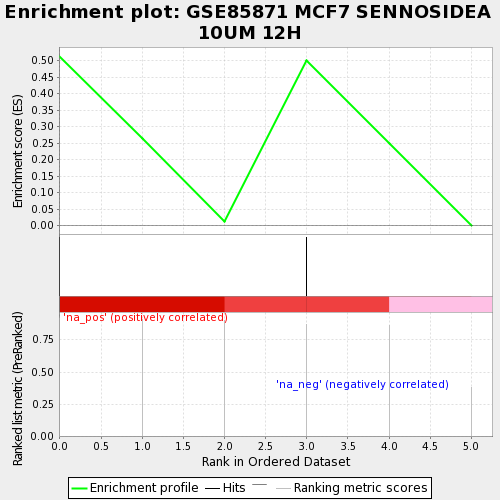 Enrichment plot: GSE85871 MCF7 SENNOSIDEA
10UM 12H
Enrichment score (ES)
0.50
0.45
0.40
0.35
0.30
0.25
0.20
0.15
0.10
0.05
0.00
'na_pos' (positively correlated)
Ranked list metric (PreRanked)
0.75
0.50
0.25
0.00
'na_neg' (negatively correlated)
0.0 0.5 1.0 1.5 2.0 2.5 3.0 3.5 4.0 4.5 5.0
Rank in Ordered Dataset
Enrichment profile Hits Ranking metric scores